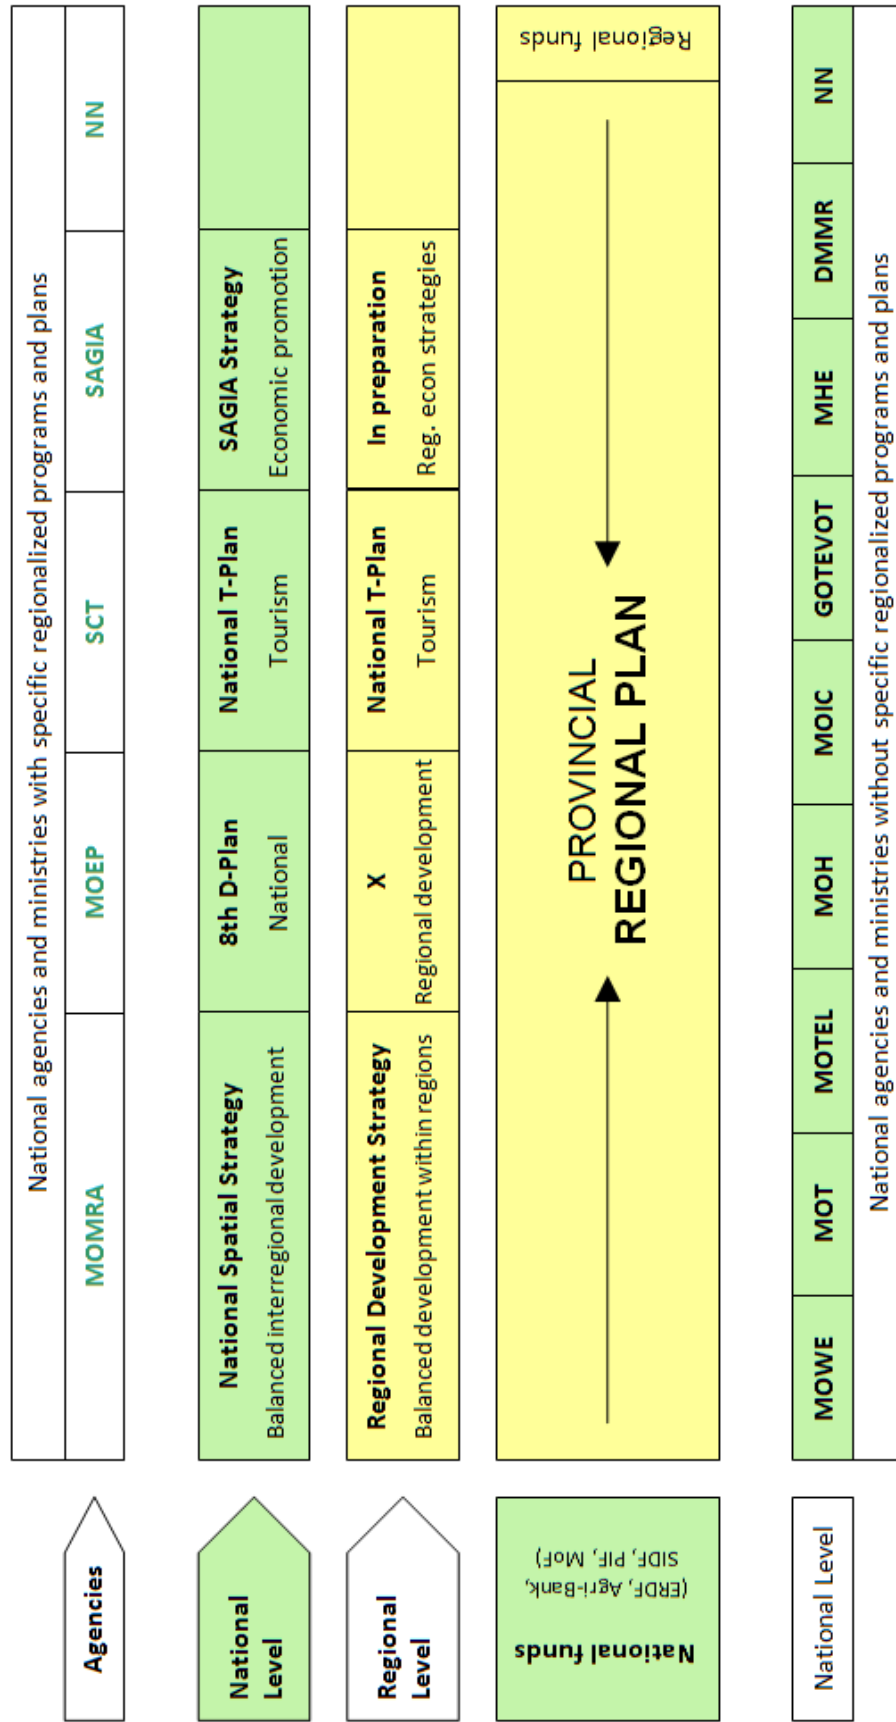 National agencies and ministries with specific regionalized programs and plans
Agencies
MOMRA
MOEP
SCT
SAGIA
NN
National
Level
National Spatial Strategy
Balanced interregional development
8th D-Plan
National
National T-Plan
Tourism
SAGIA Strategy
Economic promotion
Regional
Level
Regional Development Strategy
Balanced development within regions
X
Regional development
National T-Plan
Tourism
In preparation
Reg. econ strategies
National funds
(ERDF, Agri-Bank,
SIDF, PIF, MoF)
PROVINCIAL
REGIONAL PLAN
Regional funds
National Level
MOWE
MOT
MOTEL
MOH
MOIC
GOTEVOT
MHE
DMMR
NN
National agencies and ministries without specific regionalized programs and plans